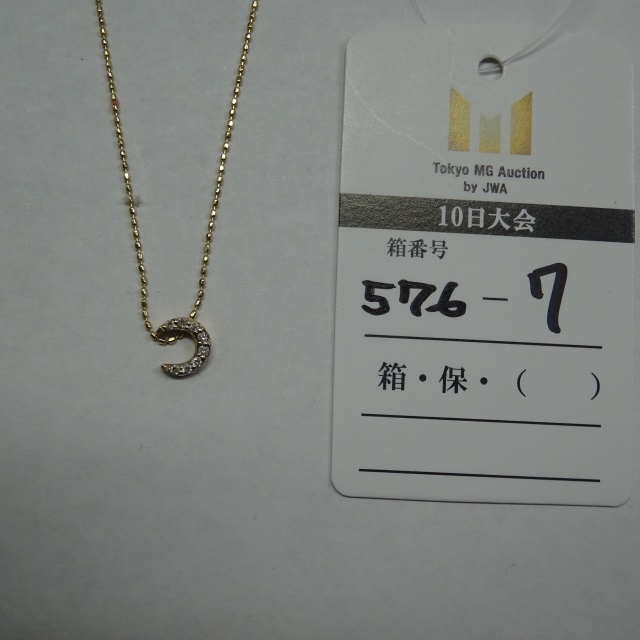 Tokyo MG Auction
by JWA
10日大会
箱番号
576-7
箱・保・（　　）